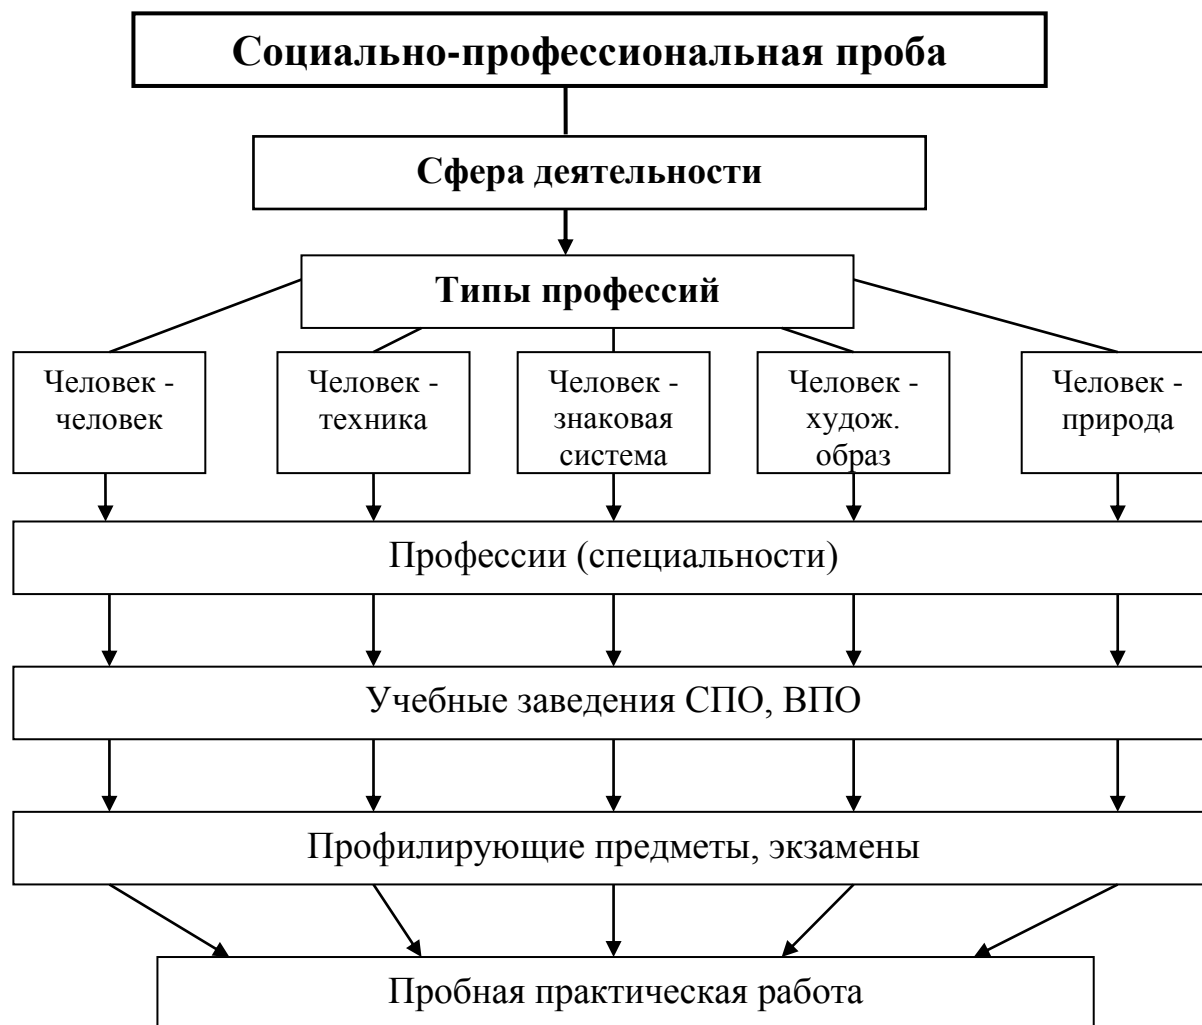 Социально-профессиональная проба
Сфера деятельности
Типы профессий
Человек -
человек
Человек -
техника
Человек -
знаковая
система
Человек -
худож.
образ
Человек -
природа
Профессии (специальности)
Учебные заведения СПО, ВПО
Профилирующие предметы, экзамены
Пробная практическая работа